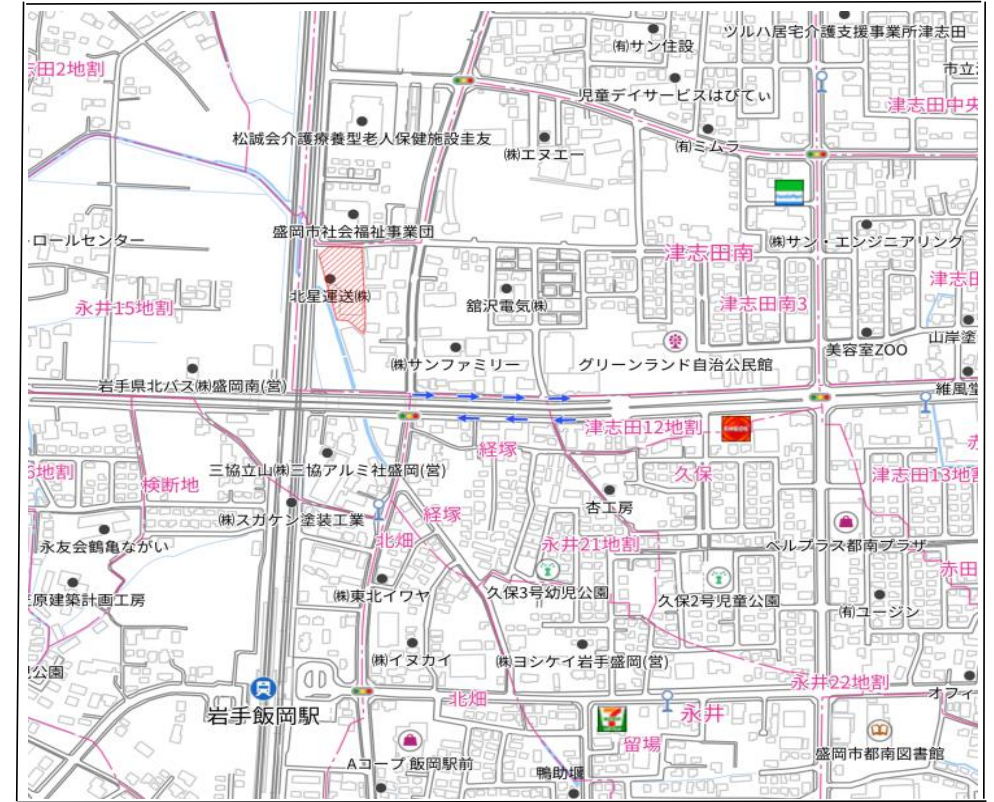 ツルハ居宅介護支援事業所津志田
(有)サン住設
志田2地割
市立
児童デイサービスはぴてぃ
津志田中央
松誠会介護療養型老人保健施設圭友
(株)エヌエー
(有)ミムラ
FamilyMart
盛岡市社会福祉事業団
ロールセンター
(株)サン・エンジニアリング
津志田南
北星運送(株)
舘沢電気(株)
津志田南3
津志田
永井15地割
山岸塗
美容室ZOO
(株)サンファミリー
グリーンランド自治公民館
岩手県北バス(株)盛岡南(営)
維風堂
津志田12地割
ENEOS
経塚
三協立山(株)三協アルミ社盛岡(営)
久保
津志田13地割
6地割
検断地
杏工房
(株)スガケン塗装工業
経塚
北畑
永井21地割
ベルプラス都南プラザ
永友会鶴亀ながい
赤田
原建築計画工房
(株)東北イワヤ
久保3号幼児公園
久保2号児童公園
(有)ユージン
公園
(株)イヌカイ
(株)ヨシケイ岩手盛岡(営)
永井22地割
オフィ
岩手飯岡駅
北畑
永井
留場
盛岡市都南図書館
Aコープ飯岡駅前
鴨助堰